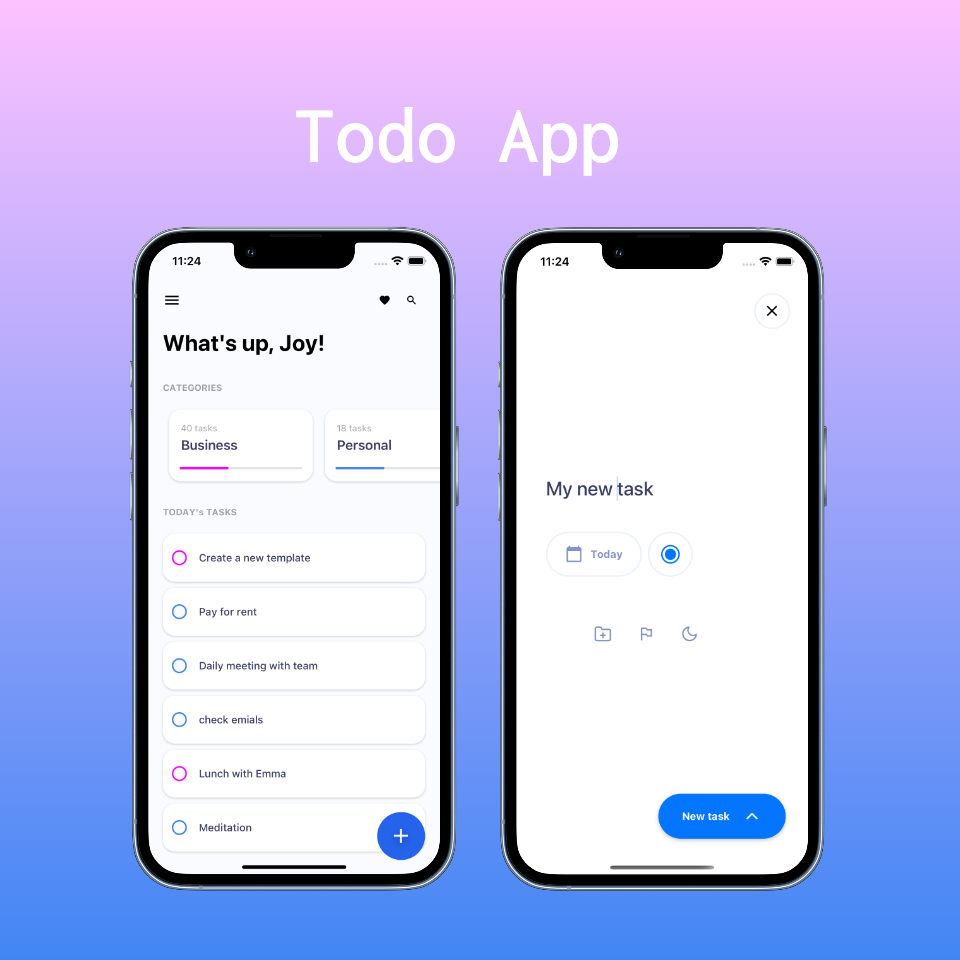 Todo App
11:24
What's up, Joy!
CATEGORIES
40 tasks
Business
18 tasks
Personal
TODAY's TASKS
Create a new template
Pay for rent
Daily meeting with team
check emials
Lunch with Emma
Meditation
11:24
My new task
Today
New task